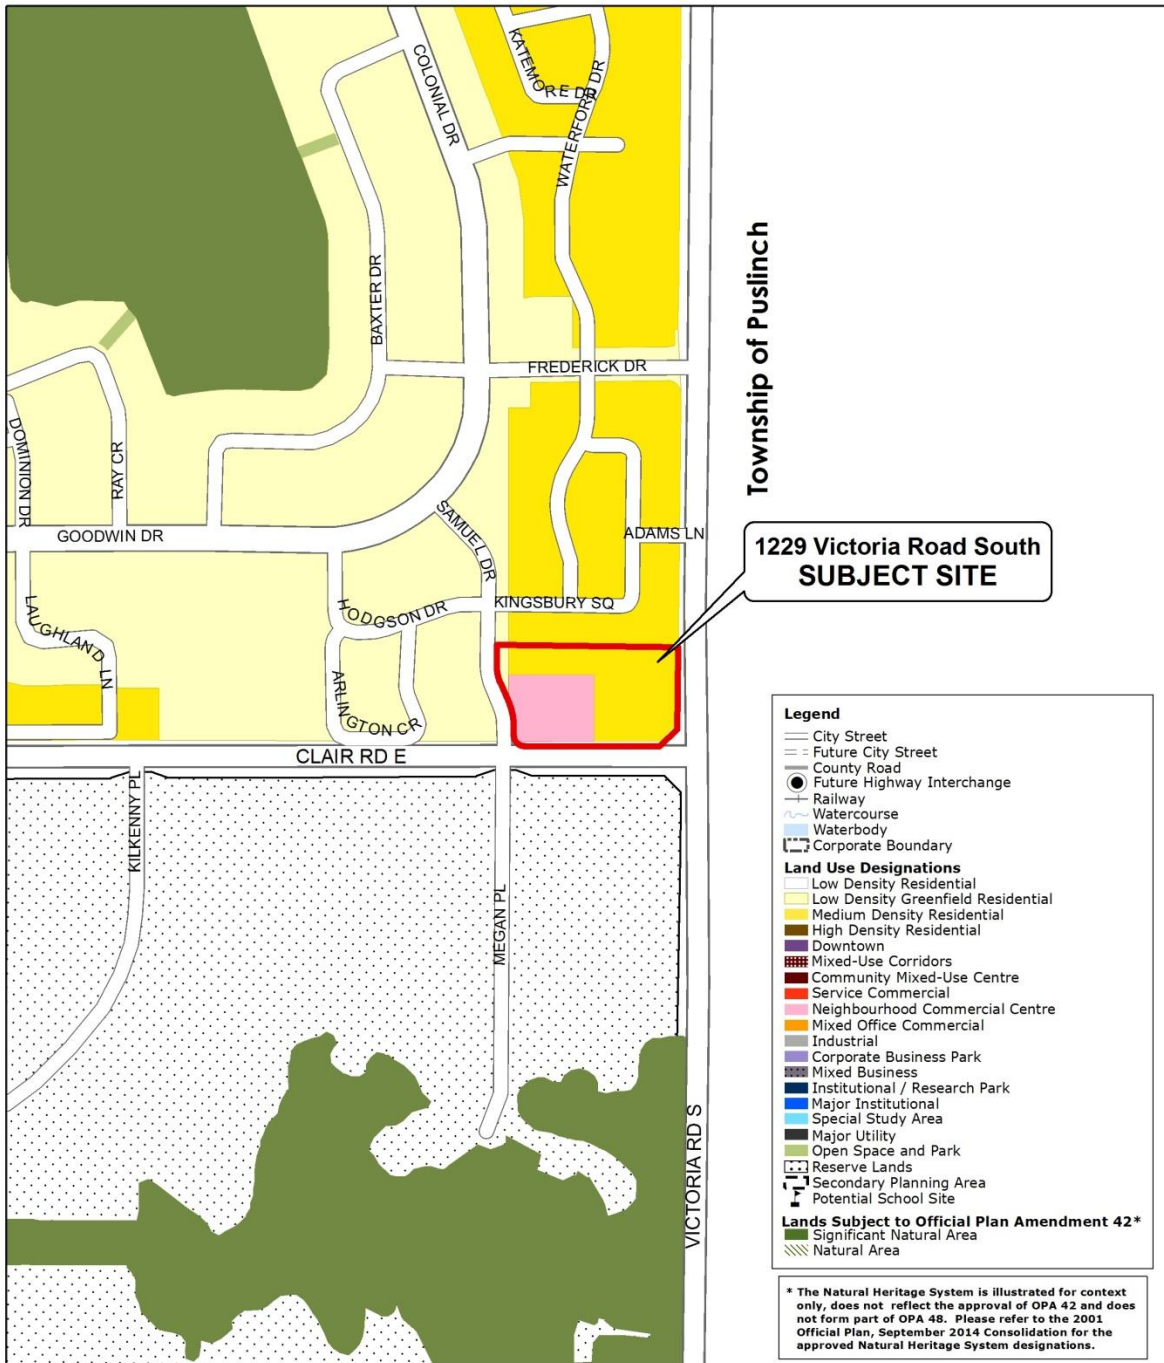 COLONIAL DR
KATEMORE DR
WATERFORD DR
BAXTER DR
Township of Puslinch
FREDERICK DR
DOMINION DR
RAY CR
GOODWIN DR
SAMUEL DR
ADAMS LN
1229 Victoria Road South
SUBJECT SITE
KINGSBURY SQ
HODGSON DR
LAUGHLAND LN
ARLINGTON CR
CLAIR RD E
KILKENNY PL
MEGAN PL
VICTORIA RD S
Legend
City Street
Future City Street
County Road
Future Highway Interchange
Railway
Watercourse
Waterbody
Corporate Boundary
Land Use Designations
Low Density Residential
Low Density Greenfield Residential
Medium Density Residential
High Density Residential
Downtown
Mixed-Use Corridors
Community Mixed-Use Centre
Service Commercial
Neighbourhood Commercial Centre
Mixed Office Commercial
Industrial
Corporate Business Park
Mixed Business
Institutional / Research Park
Major Institutional
Special Study Area
Major Utility
Open Space and Park
Reserve Lands
Secondary Planning Area
Potential School Site
Lands Subject to Official Plan Amendment 42*
Significant Natural Area
Natural Area
* The Natural Heritage System is illustrated for context
only, does not reflect the approval of OPA 42 and does
not form part of OPA 48. Please refer to the 2001
Official Plan, September 2014 Consolidation for the
approved Natural Heritage System designations.